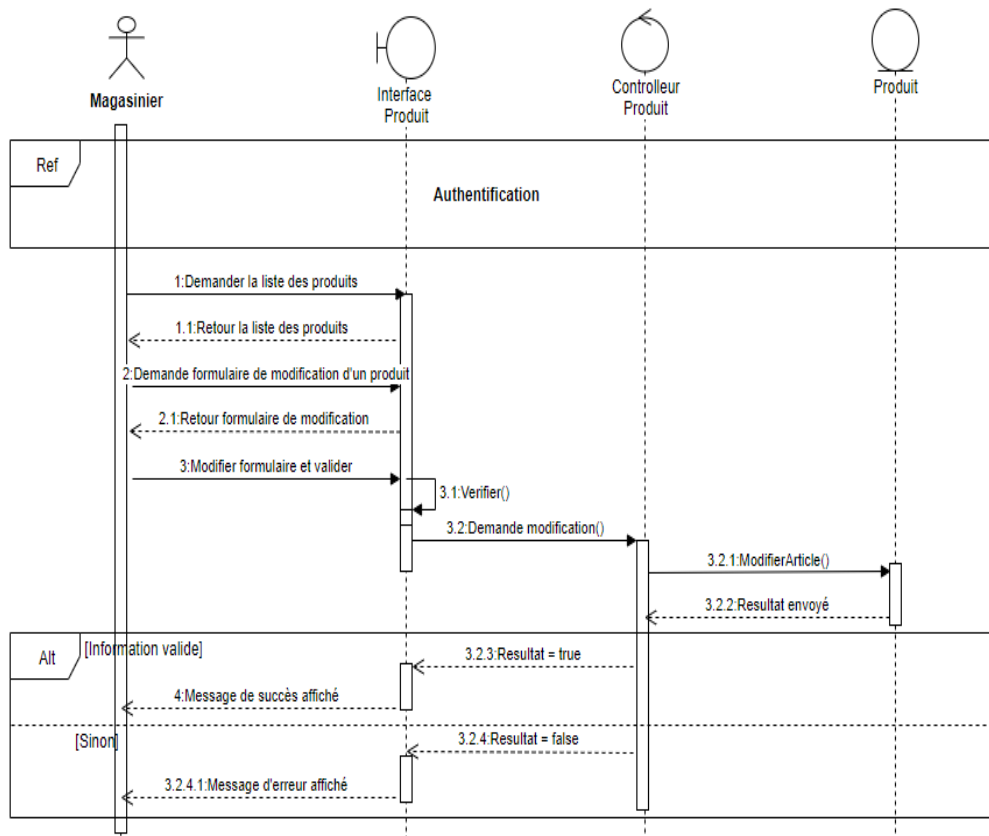 Magasinier
Interface
Produit
Controlleur
Produit
Produit
Ref
Authentification
1:Demander la liste des produits
1.1:Retour la liste des produits
2:Demande formulaire de modification d'un produit
2.1:Retour formulaire de modification
3:Modifier formulaire et valider
3.1:Verifier()
3.2:Demande modification()
3.2.1:ModifierArticle()
3.2.2:Resultat envoyé
Alt
[Information valide]
3.2.3:Resultat = true
4:Message de succès affiché
[Sinon]
3.2.4:Resultat = false
3.2.4.1:Message d'erreur affiché